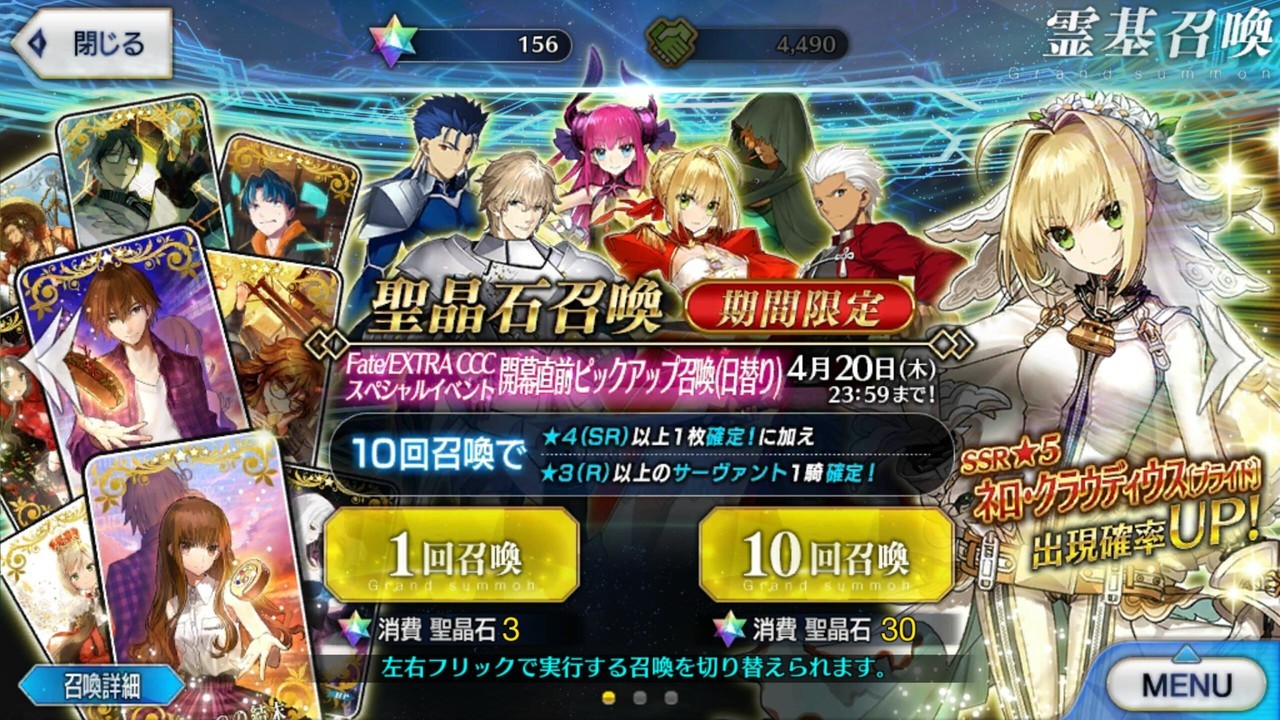 閉じる
156
4,490
霊基召喚
Grand summon
聖晶石召喚
期間限定
Fate/EXTRA CCC
スペシャルイベント
開幕直前ピックアップ召喚(日替り)
4月20日(木)
23:59まで!
10回召喚で
★4(SR)以上1枚確定!に加え
★3(R)以上のサーヴァント1騎確定!
SSR★5
ネロ・クラウディウス(ブライド)
出現確率UP!
1回召喚
Grand summon
10回召喚
Grand summon
消費 聖晶石 3
消費 聖晶石 30
左右フリックで実行する召喚を切り替えられます。
召喚詳細
の結末
MENU